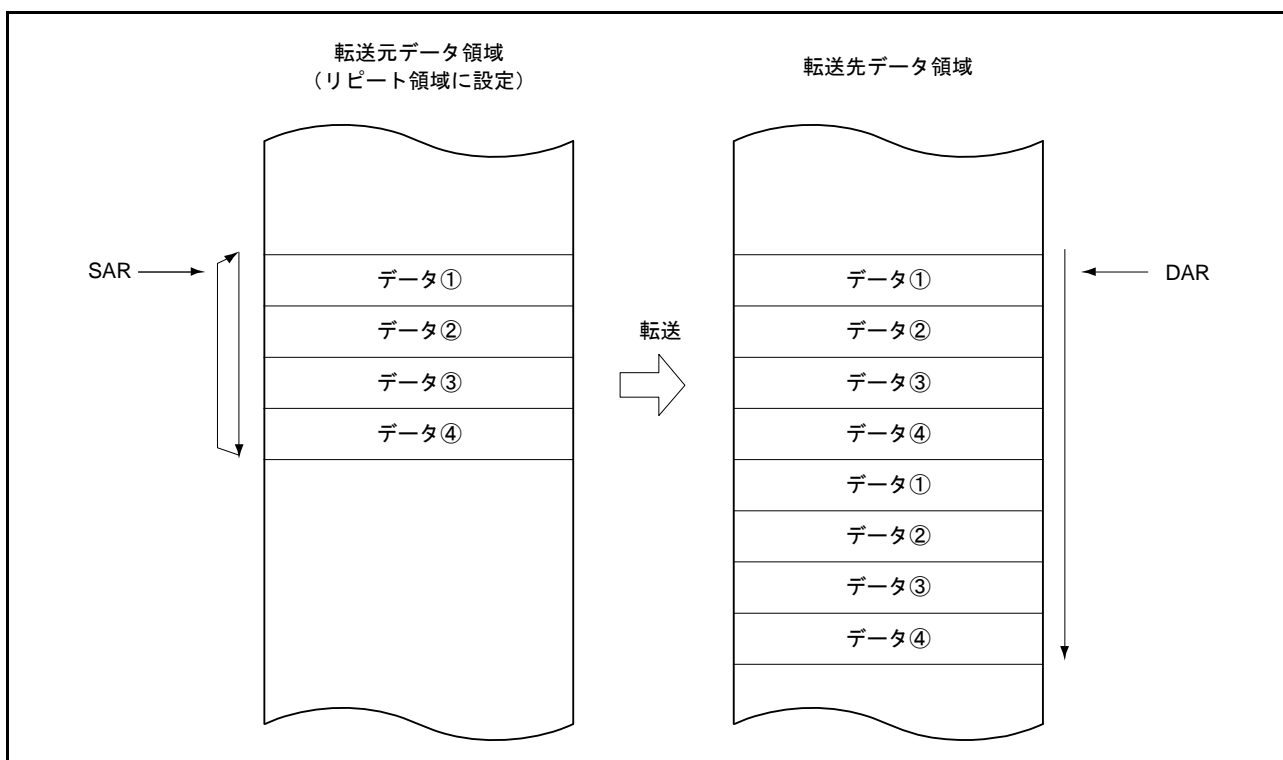 転送元データ領域
（リピート領域に設定）
転送先データ領域
SAR
データ①
データ②
データ③
データ④
転送
データ①
データ②
データ③
データ④
データ①
データ②
データ③
データ④
DAR